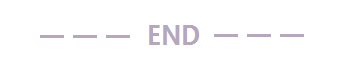 — — — END — — —